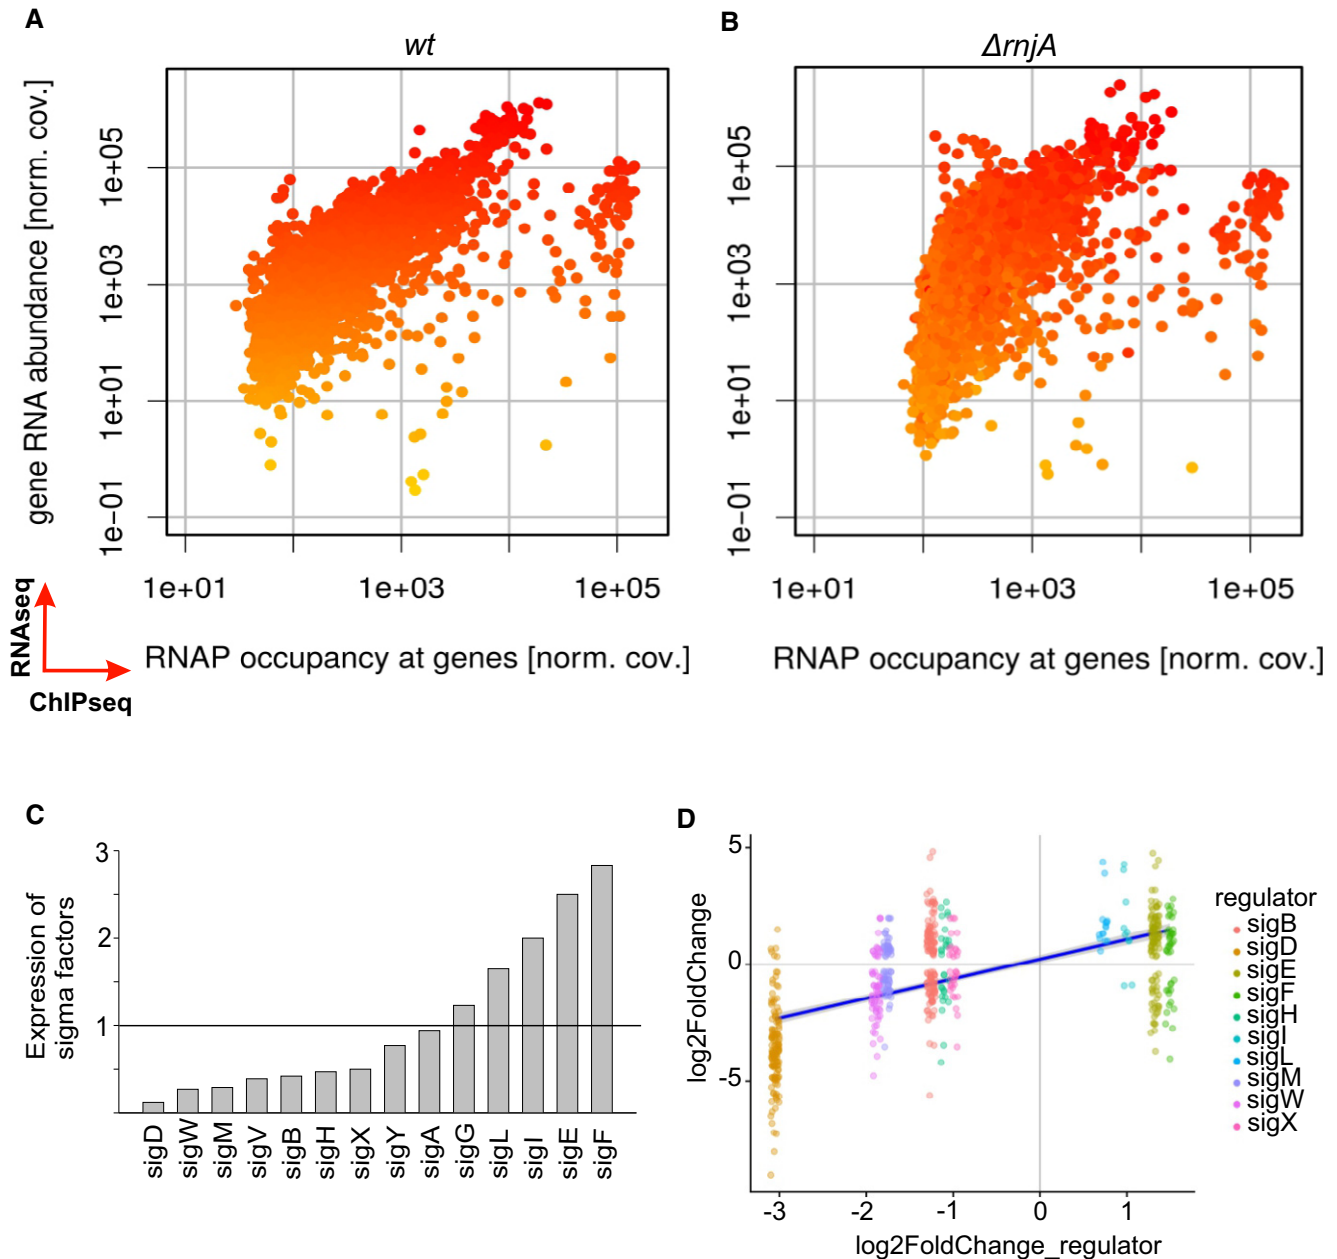 A
wt
gene RNA abundance [norm. cov.]
1e+05
1e+03
1e+01
1e−01
1e+01
1e+03
1e+05
RNAP occupancy at genes [norm. cov.]
RNAseq
ChIPseq
B
ΔrnjA
1e+05
1e+03
1e+01
1e−01
1e+01
1e+03
1e+05
RNAP occupancy at genes [norm. cov.]
C
Expression of
sigma factors
3
2
1
sigD
sigW
sigM
sigV
sigB
sigH
sigX
sigY
sigA
sigG
sigL
sigI
sigE
sigF
D
log2FoldChange
5
0
-5
-3
-2
-1
0
1
log2FoldChange_regulator
regulator
sigB
sigD
sigE
sigF
sigH
sigI
sigL
sigM
sigW
sigX